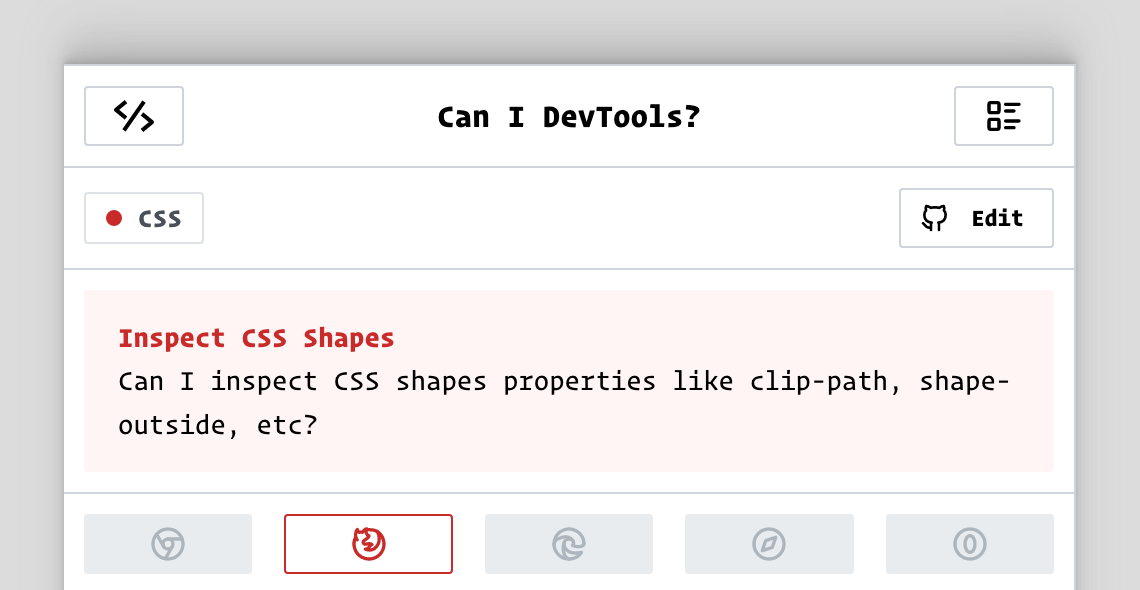 Can I DevTools?
CSS
Edit
Inspect CSS Shapes
Can I inspect CSS shapes properties like clip-path, shape-
outside, etc?